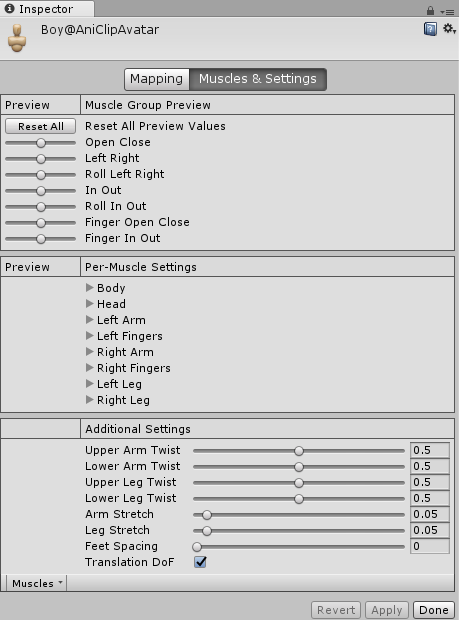 Inspector
Boy@AniClipAvatar
Mapping Muscles & Settings
Preview Muscle Group Preview
Reset All Reset All Preview Values
Open Close
Left Right
Roll Left Right
In Out
Roll In Out
Finger Open Close
Finger In Out
Preview Per-Muscle Settings
Body
Head
Left Arm
Left Fingers
Right Arm
Right Fingers
Left Leg
Right Leg
Additional Settings
Upper Arm Twist 0.5
Lower Arm Twist 0.5
Upper Leg Twist 0.5
Lower Leg Twist 0.5
Arm Stretch 0.05
Leg Stretch 0.05
Feet Spacing 0
Translation DoF
Muscles
Revert Apply Done